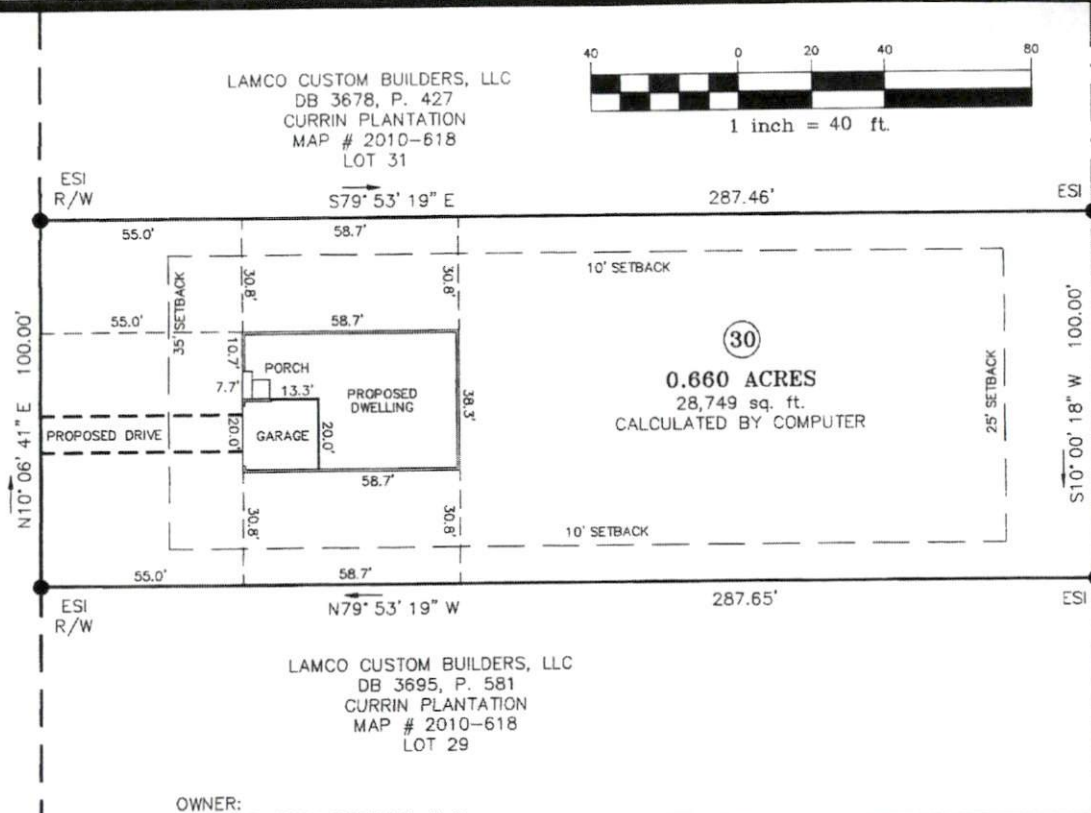 40 0 20 40 80
1 inch = 40 ft.
LAMCO CUSTOM BUILDERS, LLC
DB 3678, P. 427
CURRIN PLANTATION
MAP # 2010-618
LOT 31
ESI
R/W
S79° 53' 19" E
287.46'
ESI
55.0'
58.7'
10' SETBACK
35' SETBACK
30.8'
30.8'
55.0'
58.7'
N10° 06' 41" E 100.00'
10.7'
PORCH
7.7'
13.3'
PROPOSED
DWELLING
38.3'
PROPOSED DRIVE
20.0'
GARAGE
20.0'
58.7'
30
0.660 ACRES
28,749 sq. ft.
CALCULATED BY COMPUTER
25' SETBACK
S10° 00' 18" W 100.00'
30.8'
30.8'
10' SETBACK
55.0'
58.7'
ESI
R/W
N79° 53' 19" W
287.65'
ESI
LAMCO CUSTOM BUILDERS, LLC
DB 3695, P. 581
CURRIN PLANTATION
MAP # 2010-618
LOT 29
OWNER: